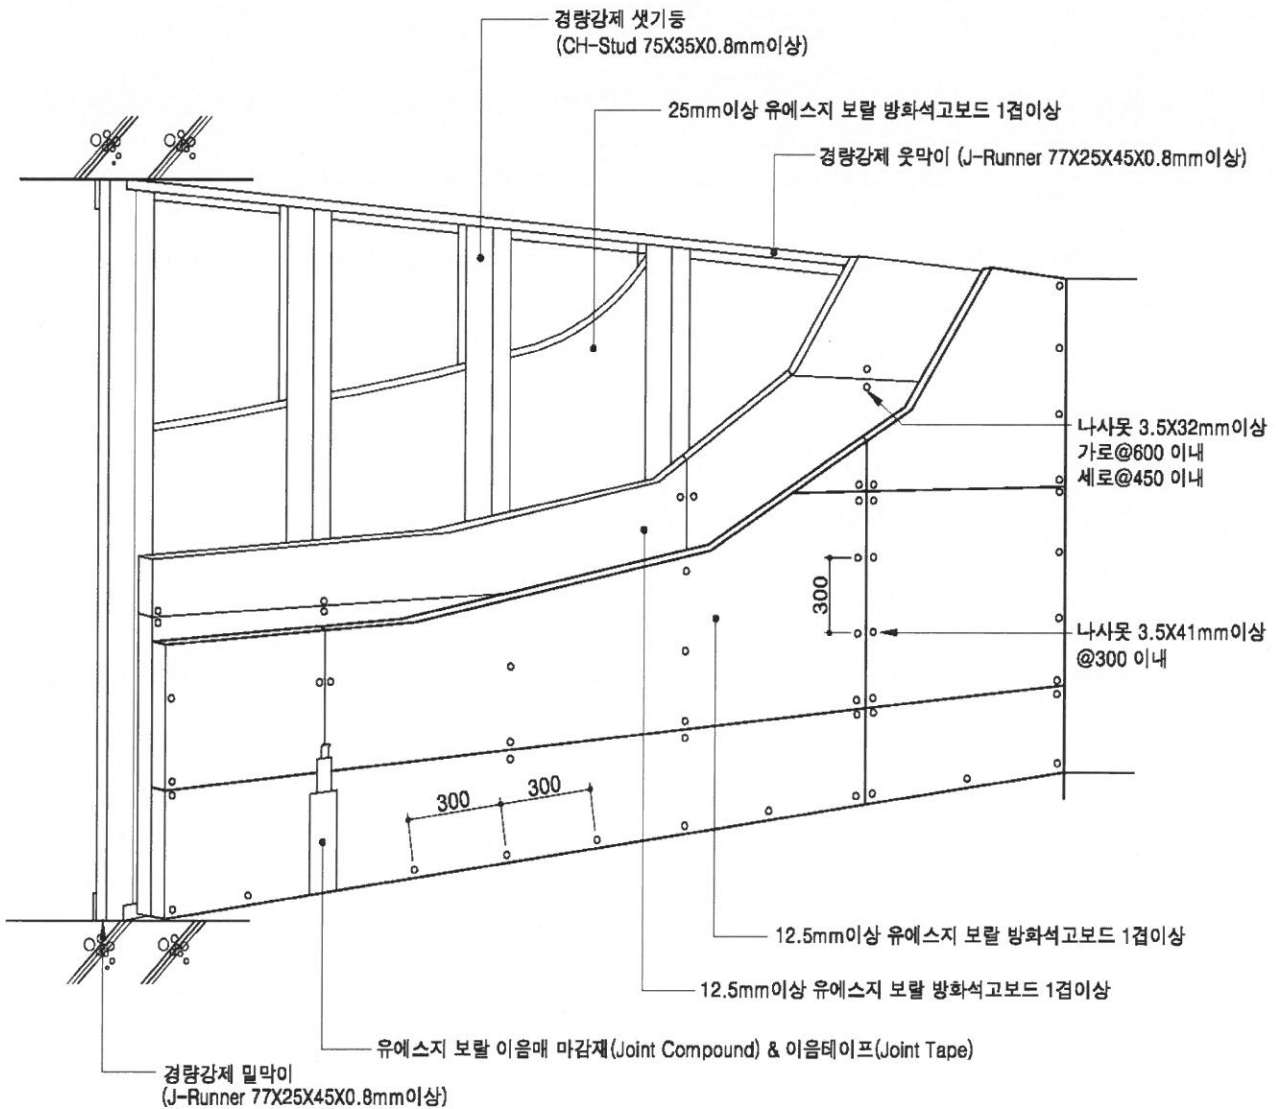 경량강제 샛기둥
(CH-Stud 75X35X0.8mm이상)
25mm이상 유에스지 보랄 방화석고보드 1겹이상
경량강제 웃막이 (J-Runner 77X25X45X0.8mm이상)
나사못 3.5X32mm이상
가로@600 이내
세로@450 이내
300
나사못 3.5X41mm이상
@300 이내
300
300
12.5mm이상 유에스지 보랄 방화석고보드 1겹이상
12.5mm이상 유에스지 보랄 방화석고보드 1겹이상
유에스지 보랄 이음매 마감재(Joint Compound) & 이음테이프(Joint Tape)
경량강제 밑막이
(J-Runner 77X25X45X0.8mm이상)